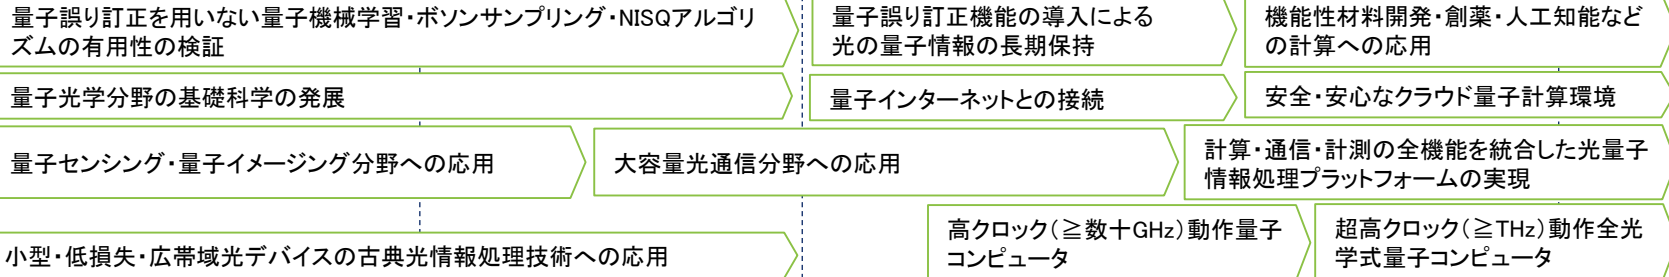 量子誤り訂正を用いない量子機械学習・ボソンサンプリング・NISQアルゴリ
ズムの有用性の検証
量子誤り訂正機能の導入による
光の量子情報の長期保持
機能性材料開発・創薬・人工知能など
の計算への応用
量子光学分野の基礎科学の発展
量子インターネットとの接続
安全・安心なクラウド量子計算環境
量子センシング・量子イメージング分野への応用
大容量光通信分野への応用
計算・通信・計測の全機能を統合した光量子
情報処理プラットフォームの実現
小型・低損失・広帯域光デバイスの古典光情報処理技術への応用
高クロック（≧数十GHz）動作量子
コンピュータ
超高クロック（≧THz）動作全光
学式量子コンピュータ